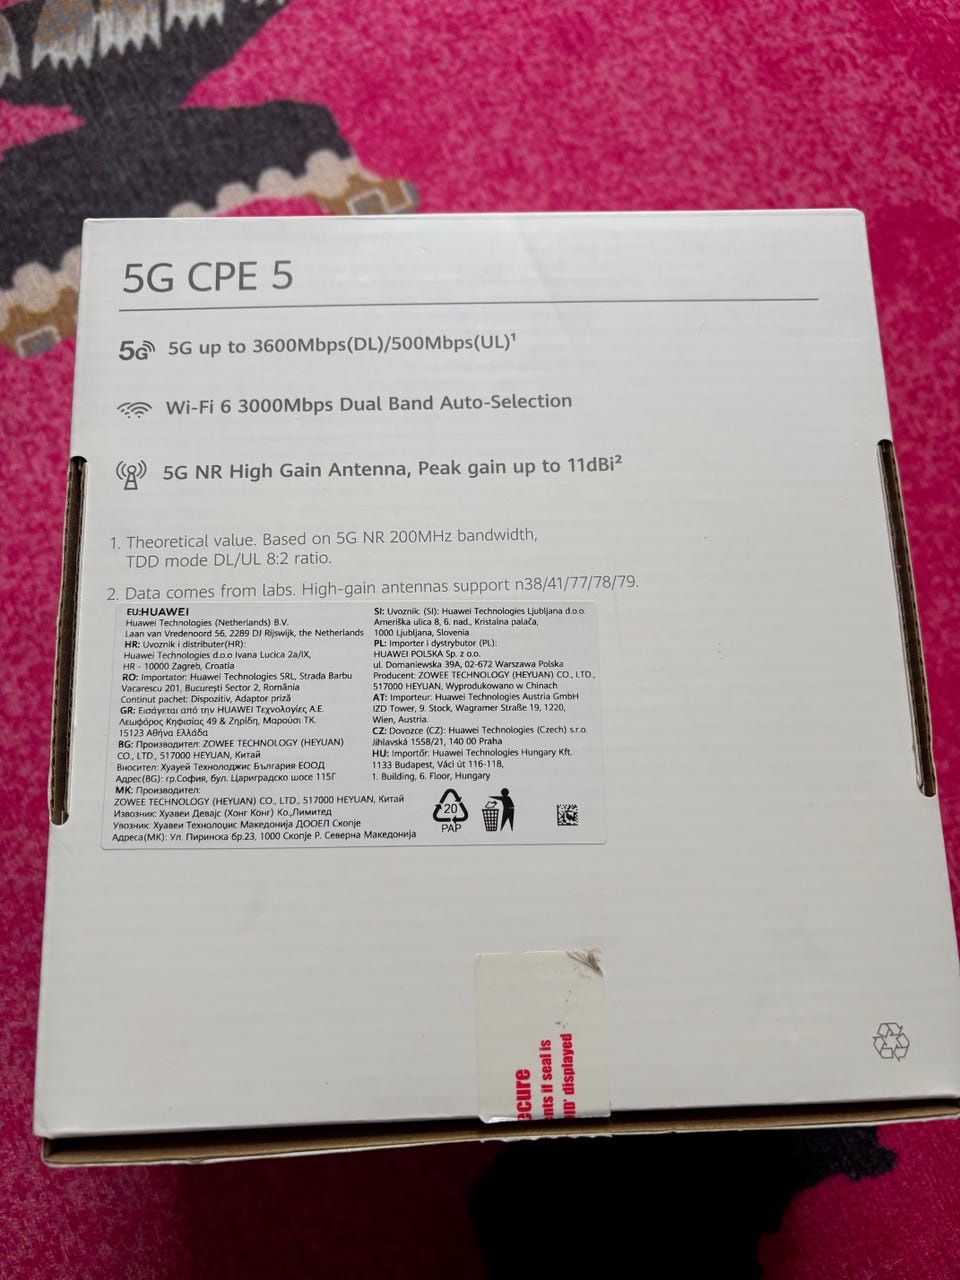 5G CPE 5
5G 5G up to 3600Mbps(DL)/500Mbps(UL)¹
Wi-Fi 6 3000Mbps Dual Band Auto-Selection
5G NR High Gain Antenna, Peak gain up to 11dBi²
1. Theoretical value. Based on 5G NR 200MHz bandwidth,
TDD mode DL/UL 8:2 ratio.
2. Data comes from labs. High-gain antennas support n38/41/77/78/79.
EU:HUAWEI
Huawei Technologies (Netherlands) B.V.
Laan van Vredenoord 56, 2289 DJ Rijswijk, the Netherlands
HR: Uvoznik i distributer(HR):
Huawei Technologies d.o.o Ivana Lucica 2a/IX,
HR - 10000 Zagreb, Croatia
RO: Importator: Huawei Technologies SRL, Strada Barbu
Vacarescu 201, București Sector 2, România
Continut pachet: Dispozitiv, Adaptor priză
GR: Εισάγεται από την HUAWEI Τεχνολογίες Α.Ε.
Λεωφόρος Κηφισίας 49 & Ζηρίδη, Μαρούσι ΤΚ.
15123 Αθήνα Ελλάδα
BG: Производител: ZOWEE TECHNOLOGY (HEYUAN)
CO., LTD., 517000 HEYUAN, Китай
Вносител: Хуауей Технолоджис България ЕООД
Адрес(BG): гр.София, бул. Цариградско шосе 115Г
МК: Производител:
ZOWEE TECHNOLOGY (HEYUAN) CO., LTD., 517000 HEYUAN, Китай
Извозник: Хуавеи Девајс (Хонг Конг) Ко.,Лимитед
Увозник: Хуавеи Технолоџис Македонија ДООЕЛ Скопје
Адреса(МК): Ул. Пиринска бр.23, 1000 Скопје Р. Северна Македонија
SI: Uvoznik: (SI): Huawei Technologies Ljubljana d.o.o.
Ameriška ulica 8, 6. nad., Kristalna palača,
1000 Ljubljana, Slovenia
PL: Importer i dystrybutor (PL):
HUAWEI POLSKA Sp. z o.o.
ul. Domaniewska 39A, 02-672 Warszawa Polska
Producent: ZOWEE TECHNOLOGY (HEYUAN) CO., LTD.,
517000 HEYUAN, Wyprodukowano w Chinach
AT: Importeur: Huawei Technologies Austria GmbH
IZD Tower, 9. Stock, Wagramer Straße 19, 1220,
Wien, Austria.
CZ: Dovozce (CZ): Huawei Technologies (Czech) s.r.o.
Jihlavská 1558/21, 140 00 Praha
HU: Importőr: Huawei Technologies Hungary Kft.
1133 Budapest, Váci út 116-118,
1. Building, 6. Floor, Hungary
20
PAP
ecure
nts if seal is
ID' displayed